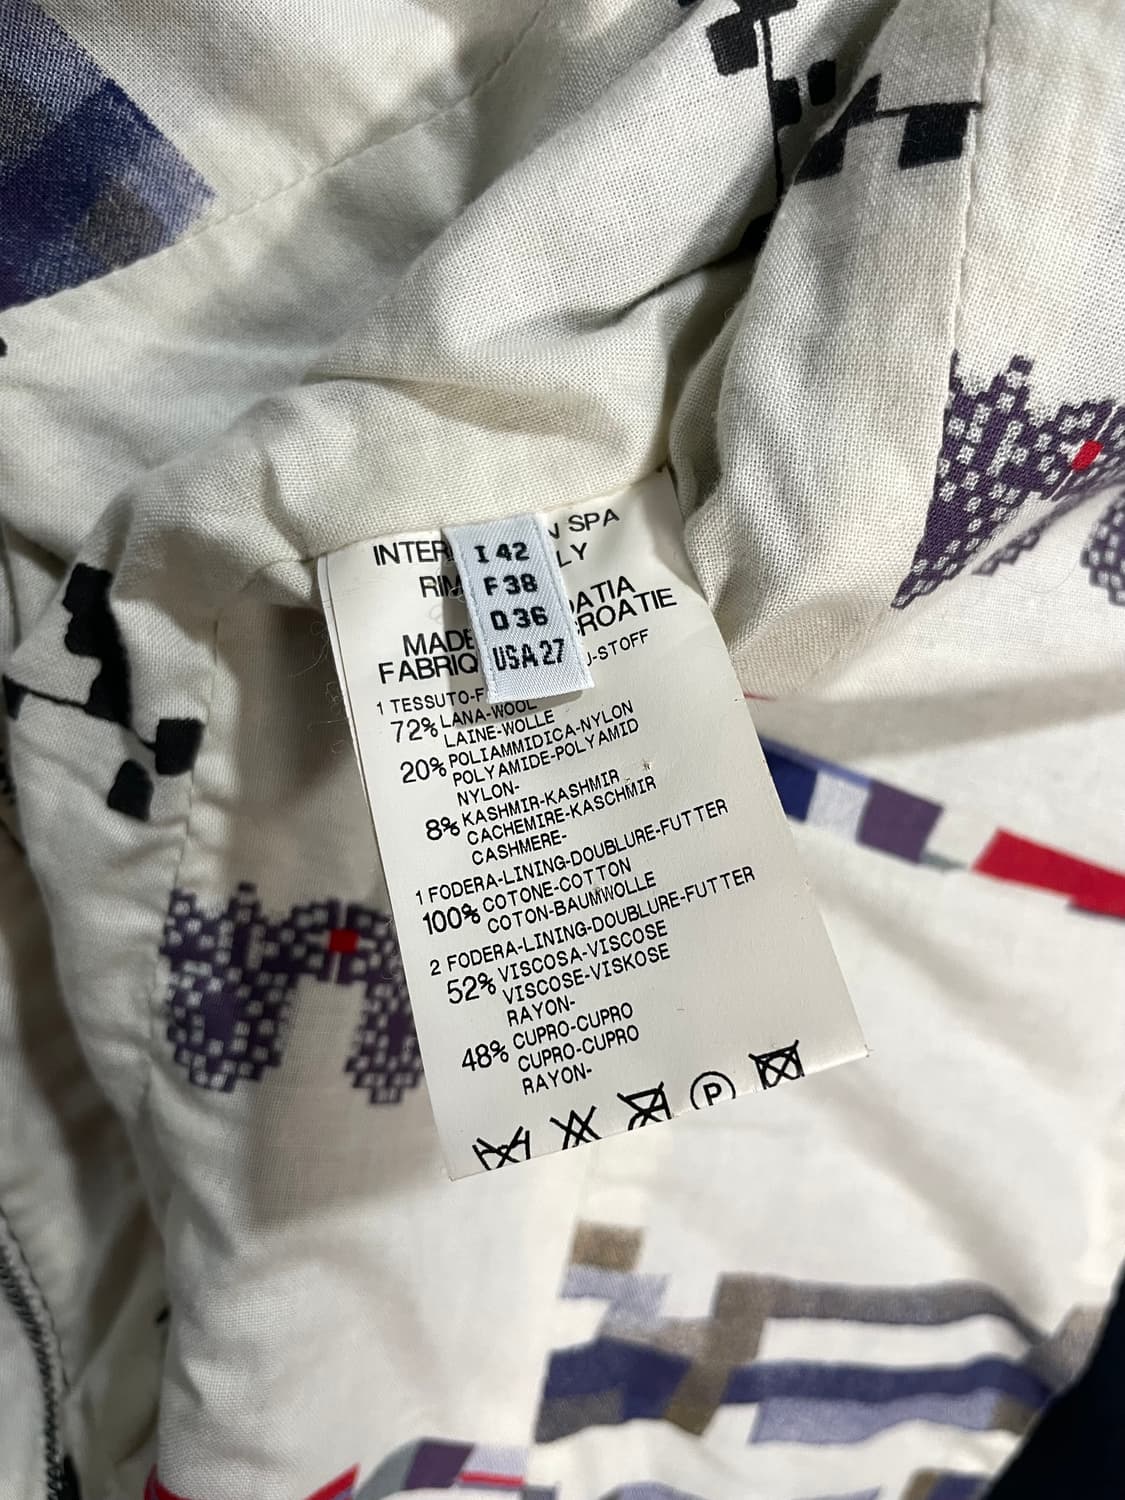 I 42
F 38
D 36
USA 27
INTER N SPA
RIM LY
MADE ATIA
FABRIQ CROATIE
1 TESSUTO-F U-STOFF
72% LANA-WOOL
LAINE-WOLLE
20% POLIAMMIDICA-NYLON
POLYAMIDE-POLYAMID
NYLON-
8% KASHMIR-KASHMIR
CACHEMIRE-KASCHMIR
CASHMERE-
1 FODERA-LINING-DOUBLURE-FUTTER
100% COTONE-COTTON
COTON-BAUMWOLLE
2 FODERA-LINING-DOUBLURE-FUTTER
52% VISCOSA-VISCOSE
VISCOSE-VISKOSE
RAYON-
48% CUPRO-CUPRO
CUPRO-CUPRO
RAYON-
P